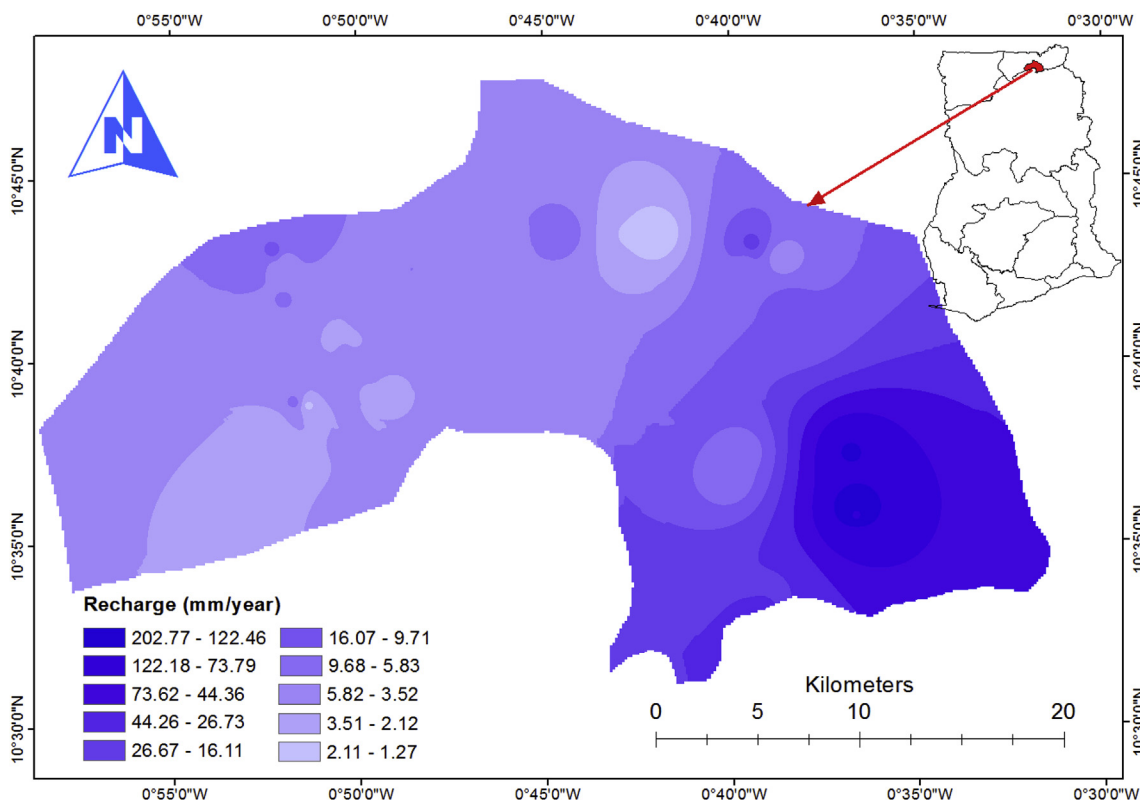 0°55'0"W 0°50'0"W 0°45'0"W 0°40'0"W 0°35'0"W 0°30'0"W
N
10°45'0"N 10°45'0"N
10°40'0"N 10°40'0"N
10°35'0"N 10°35'0"N
10°30'0"N 10°30'0"N
Recharge (mm/year)
202.77 - 122.46 16.07 - 9.71
122.18 - 73.79 9.68 - 5.83
73.62 - 44.36 5.82 - 3.52
44.26 - 26.73 3.51 - 2.12
26.67 - 16.11 2.11 - 1.27
Kilometers
0 5 10 20
0°55'0"W 0°50'0"W 0°45'0"W 0°40'0"W 0°35'0"W 0°30'0"W